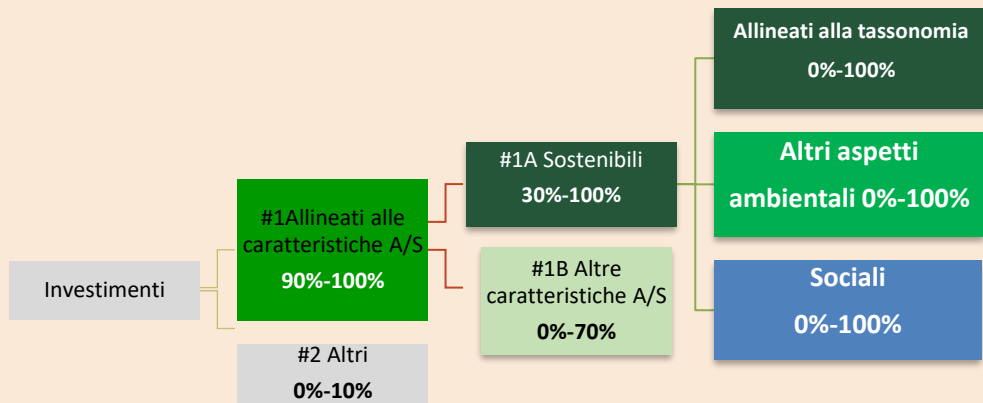 Investimenti
#1Allineati alle
caratteristiche A/S
90%-100%
#2 Altri
0%-10%
#1A Sostenibili
30%-100%
#1B Altre
caratteristiche A/S
0%-70%
Allineati alla tassonomia
0%-100%
Altri aspetti
ambientali 0%-100%
Sociali
0%-100%